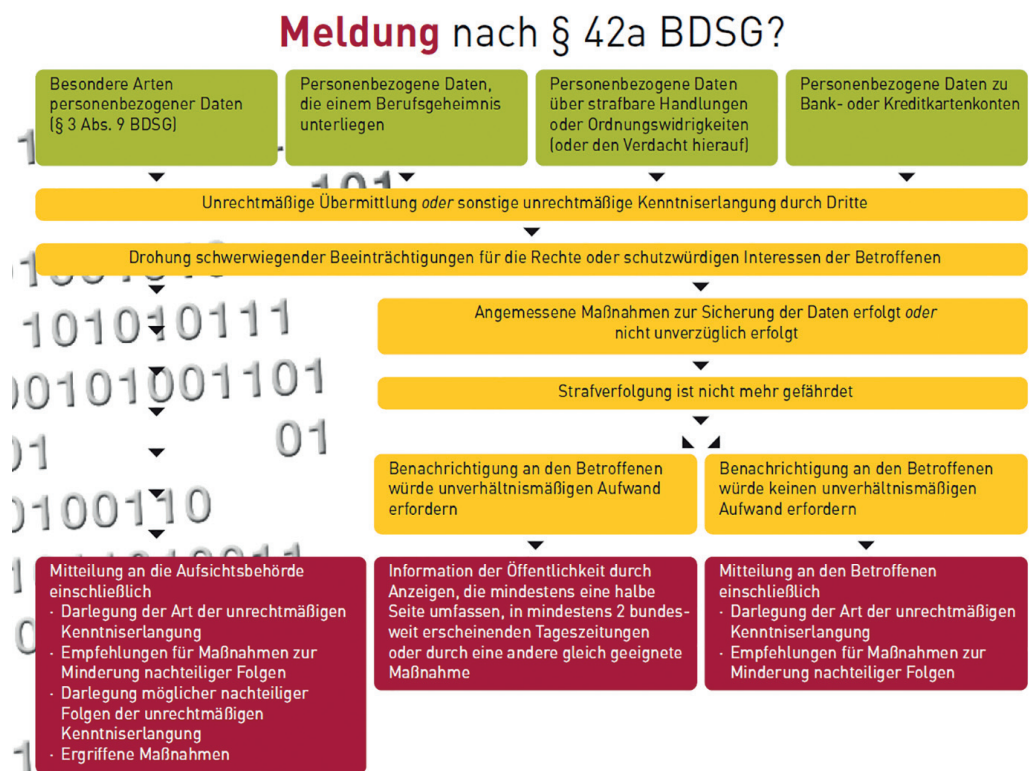 Meldung nach § 42a BDSG?
Besondere Arten
personenbezogener Daten
(§ 3 Abs. 9 BDSG)
Personenbezogene Daten,
die einem Berufsgeheimnis
unterliegen
Personenbezogene Daten
über strafbare Handlungen
oder Ordnungswidrigkeiten
(oder den Verdacht hierauf)
Personenbezogene Daten zu
Bank- oder Kreditkartenkonten
101
Unrechtmäßige Übermittlung oder sonstige unrechtmäßige Kenntniserlangung durch Dritte
Drohung schwerwiegender Beeinträchtigungen für die Rechte oder schutzwürdigen Interessen der Betroffenen
101010111
Angemessene Maßnahmen zur Sicherung der Daten erfolgt oder
nicht unverzüglich erfolgt
00101001101
Strafverfolgung ist nicht mehr gefährdet
01 01
0100110
Benachrichtigung an den Betroffenen
würde unverhältnismäßigen Aufwand
erfordern
Benachrichtigung an den Betroffenen
würde keinen unverhältnismäßigen
Aufwand erfordern
Mitteilung an die Aufsichtsbehörde
einschließlich
· Darlegung der Art der unrechtmäßigen
Kenntniserlangung
· Empfehlungen für Maßnahmen zur
Minderung nachteiliger Folgen
· Darlegung möglicher nachteiliger
Folgen der unrechtmäßigen
Kenntniserlangung
· Ergriffene Maßnahmen
Information der Öffentlichkeit durch
Anzeigen, die mindestens eine halbe
Seite umfassen, in mindestens 2 bundes-
weit erscheinenden Tageszeitungen
oder durch eine andere gleich geeignete
Maßnahme
Mitteilung an den Betroffenen
einschließlich
· Darlegung der Art der unrechtmäßigen
Kenntniserlangung
· Empfehlungen für Maßnahmen zur
Minderung nachteiliger Folgen